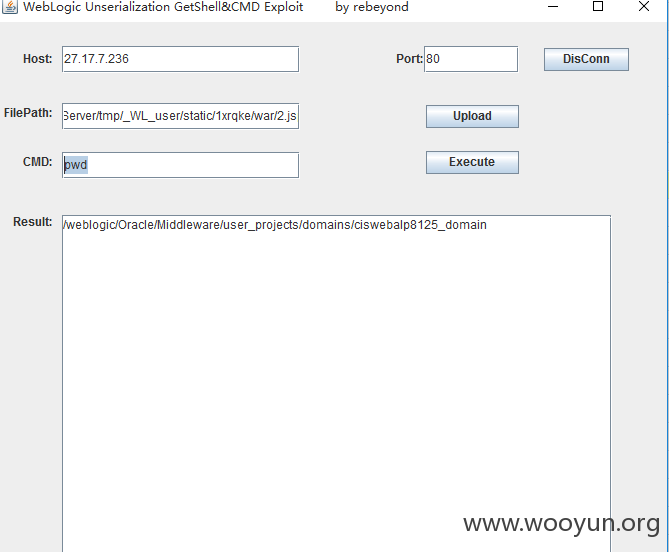 WebLogic Unserialization GetShell&CMD Exploit by rebeyond
Host: 27.17.7.236 Port: 80 DisConn
FilePath: Server/tmp/_WL_user/static/1xrqke/war/2.js Upload
CMD: pwd Execute
Result: /weblogic/Oracle/Middleware/user_projects/domains/ciswebalp8125_domain
www.wooyun.org